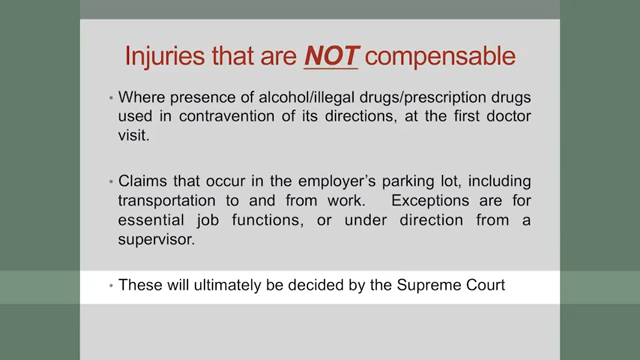 Injuries that are NOT compensable
• Where presence of alcohol/illegal drugs/prescription drugs
used in contravention of its directions, at the first doctor
visit.
• Claims that occur in the employer's parking lot, including
transportation to and from work. Exceptions are for
essential job functions, or under direction from a
supervisor.
• These will ultimately be decided by the Supreme Court